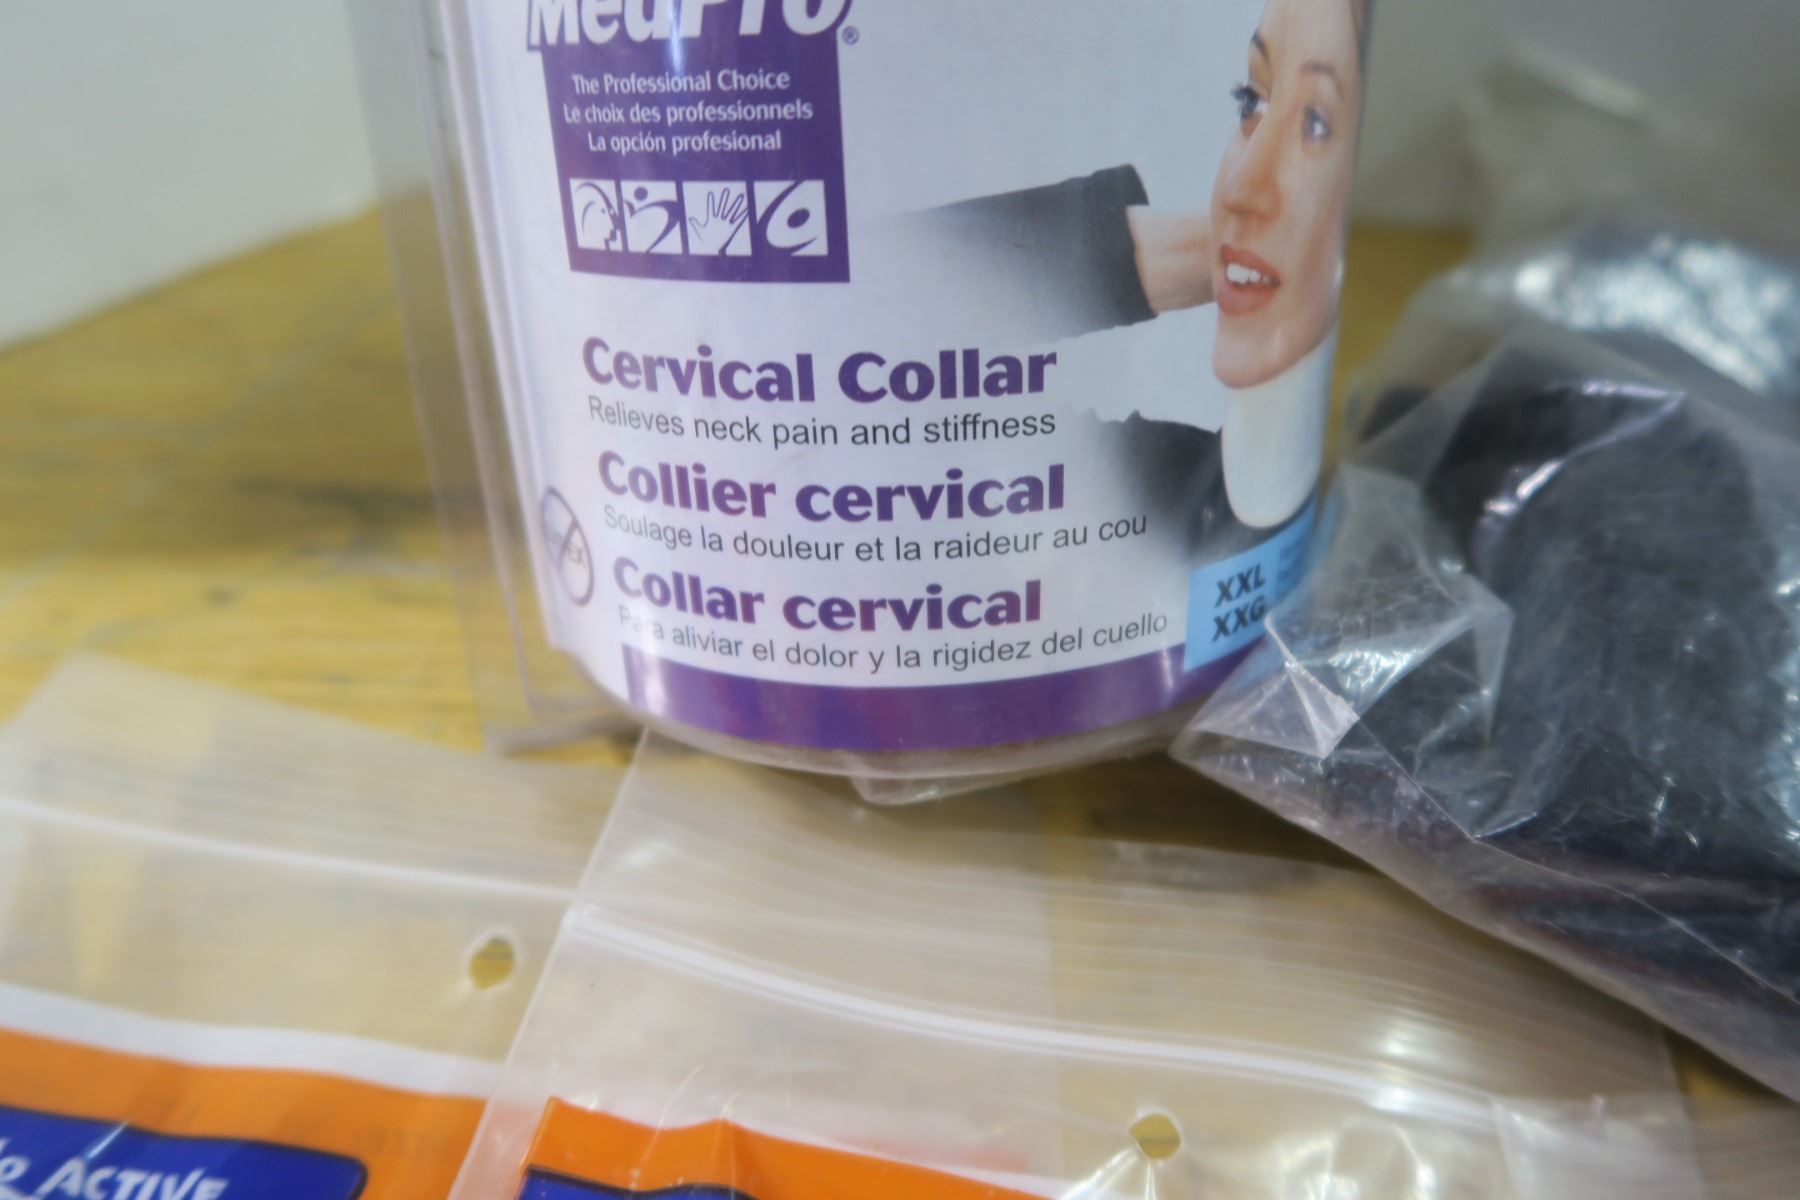 MedPro®
The Professional Choice
Le choix des professionnels
La opción profesional
Cervical Collar
Relieves neck pain and stiffness
Collier cervical
Soulage la douleur et la raideur au cou
Collar cervical
Para aliviar el dolor y la rigidez del cuello
XXL
XXG
ACTIVE